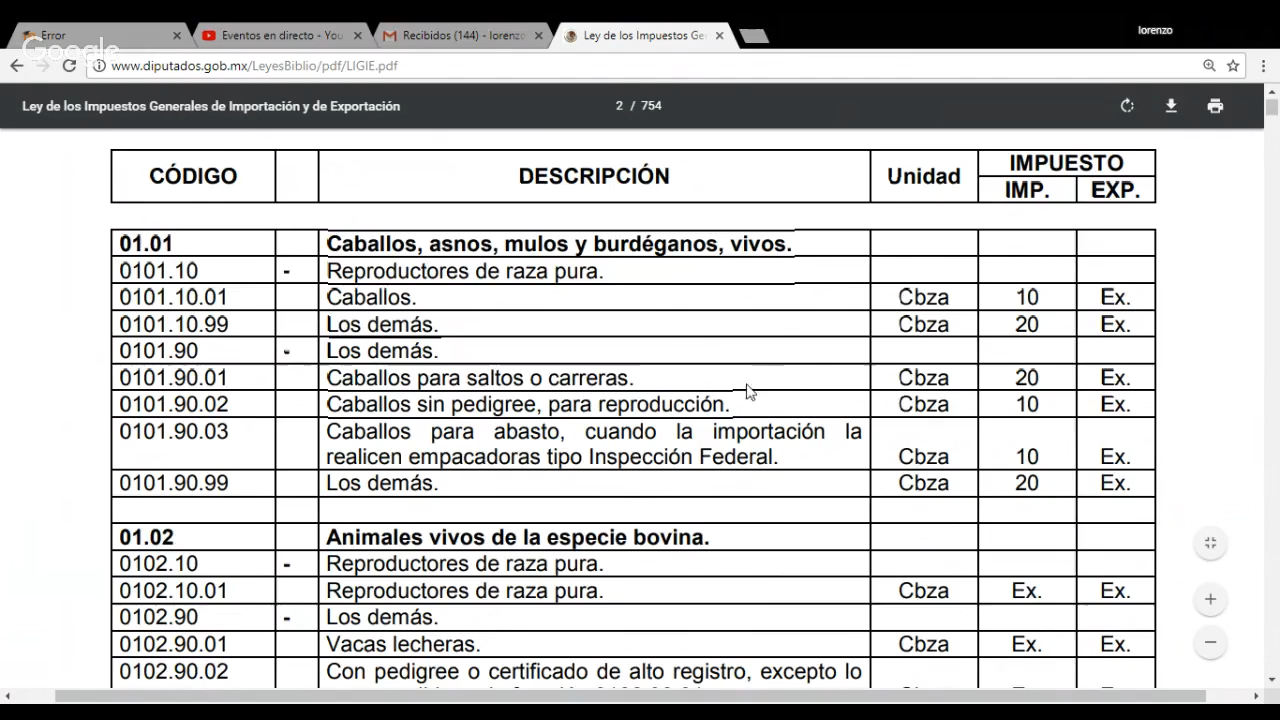 lorenzo
Error
Eventos en directo - You
Recibidos (144) - lorenzo
Ley de los Impuestos Ge
Google
www.diputados.gob.mx/LeyesBiblio/pdf/LIGIE.pdf
Ley de los Impuestos Generales de Importación y de Exportación 2 / 754
CÓDIGO DESCRIPCIÓN Unidad IMPUESTO
IMP. EXP.
01.01 Caballos, asnos, mulos y burdéganos, vivos.
0101.10 - Reproductores de raza pura.
0101.10.01 Caballos. Cbza 10 Ex.
0101.10.99 Los demás. Cbza 20 Ex.
0101.90 - Los demás.
0101.90.01 Caballos para saltos o carreras. Cbza 20 Ex.
0101.90.02 Caballos sin pedigree, para reproducción. Cbza 10 Ex.
0101.90.03 Caballos para abasto, cuando la importación la
realicen empacadoras tipo Inspección Federal. Cbza 10 Ex.
0101.90.99 Los demás. Cbza 20 Ex.
01.02 Animales vivos de la especie bovina.
0102.10 - Reproductores de raza pura.
0102.10.01 Reproductores de raza pura. Cbza Ex. Ex.
0102.90 - Los demás.
0102.90.01 Vacas lecheras. Cbza Ex. Ex.
0102.90.02 Con pedigree o certificado de alto registro, excepto lo